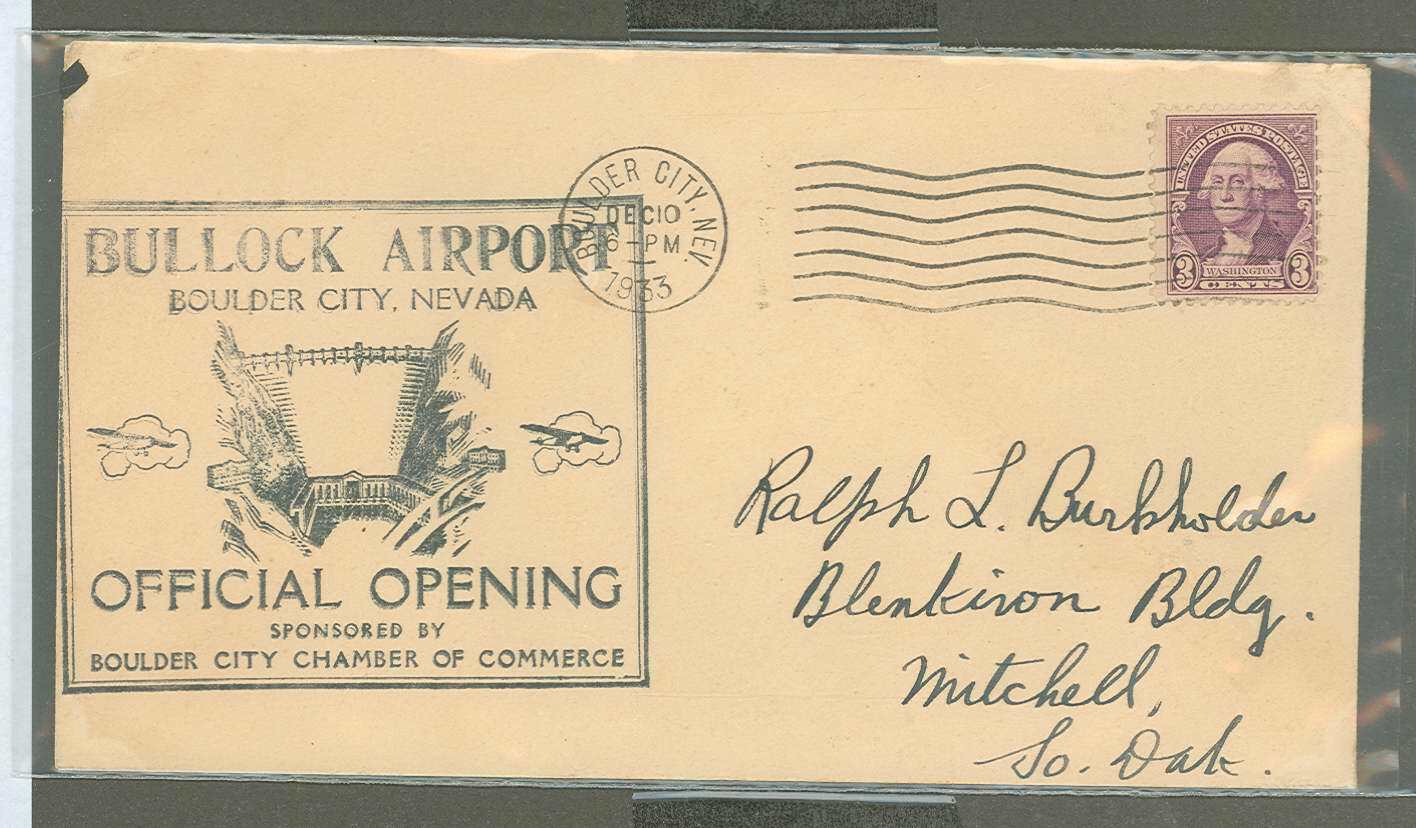 BULLOCK AIRPORT
BOULDER CITY, NEVADA
OFFICIAL OPENING
SPONSORED BY
BOULDER CITY CHAMBER OF COMMERCE
BOULDER CITY, NEV.
DEC 10
6-PM
1933
UNITED STATES POSTAGE
3 WASHINGTON 3
CENTS
Ralph L. Burkholder
Blenkiron Bldg.
Mitchell,
So. Dak.